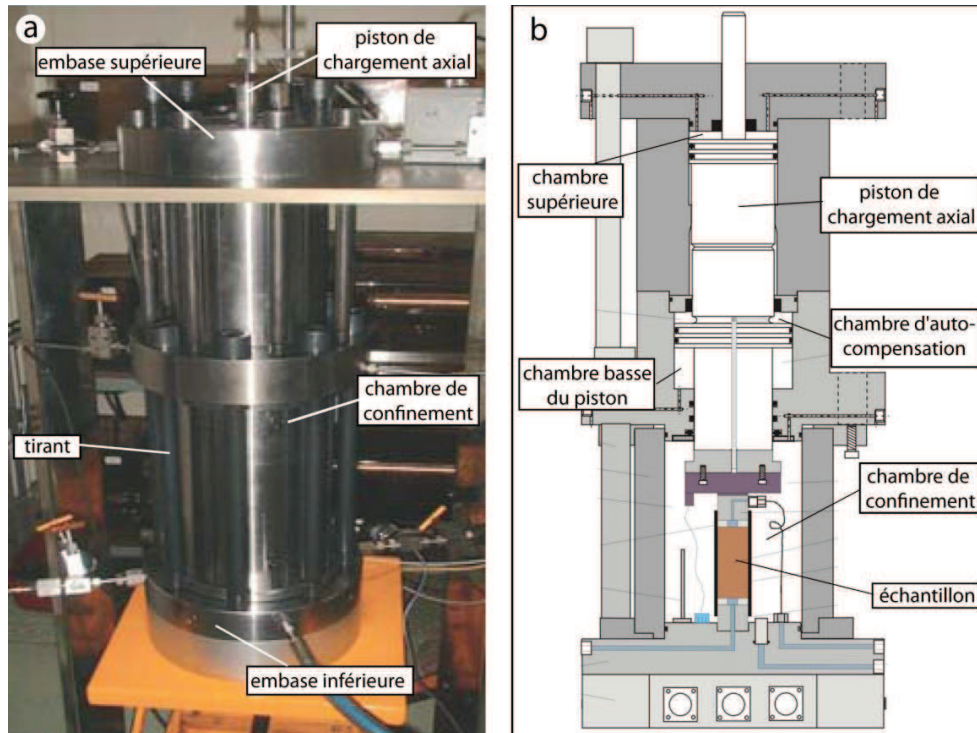 a
embase supérieure
piston de
chargement axial
chambre de
confinement
tirant
embase inférieure
b
chambre
supérieure
piston de
chargement axial
chambre d'auto-
compensation
chambre basse
du piston
chambre de
confinement
échantillon